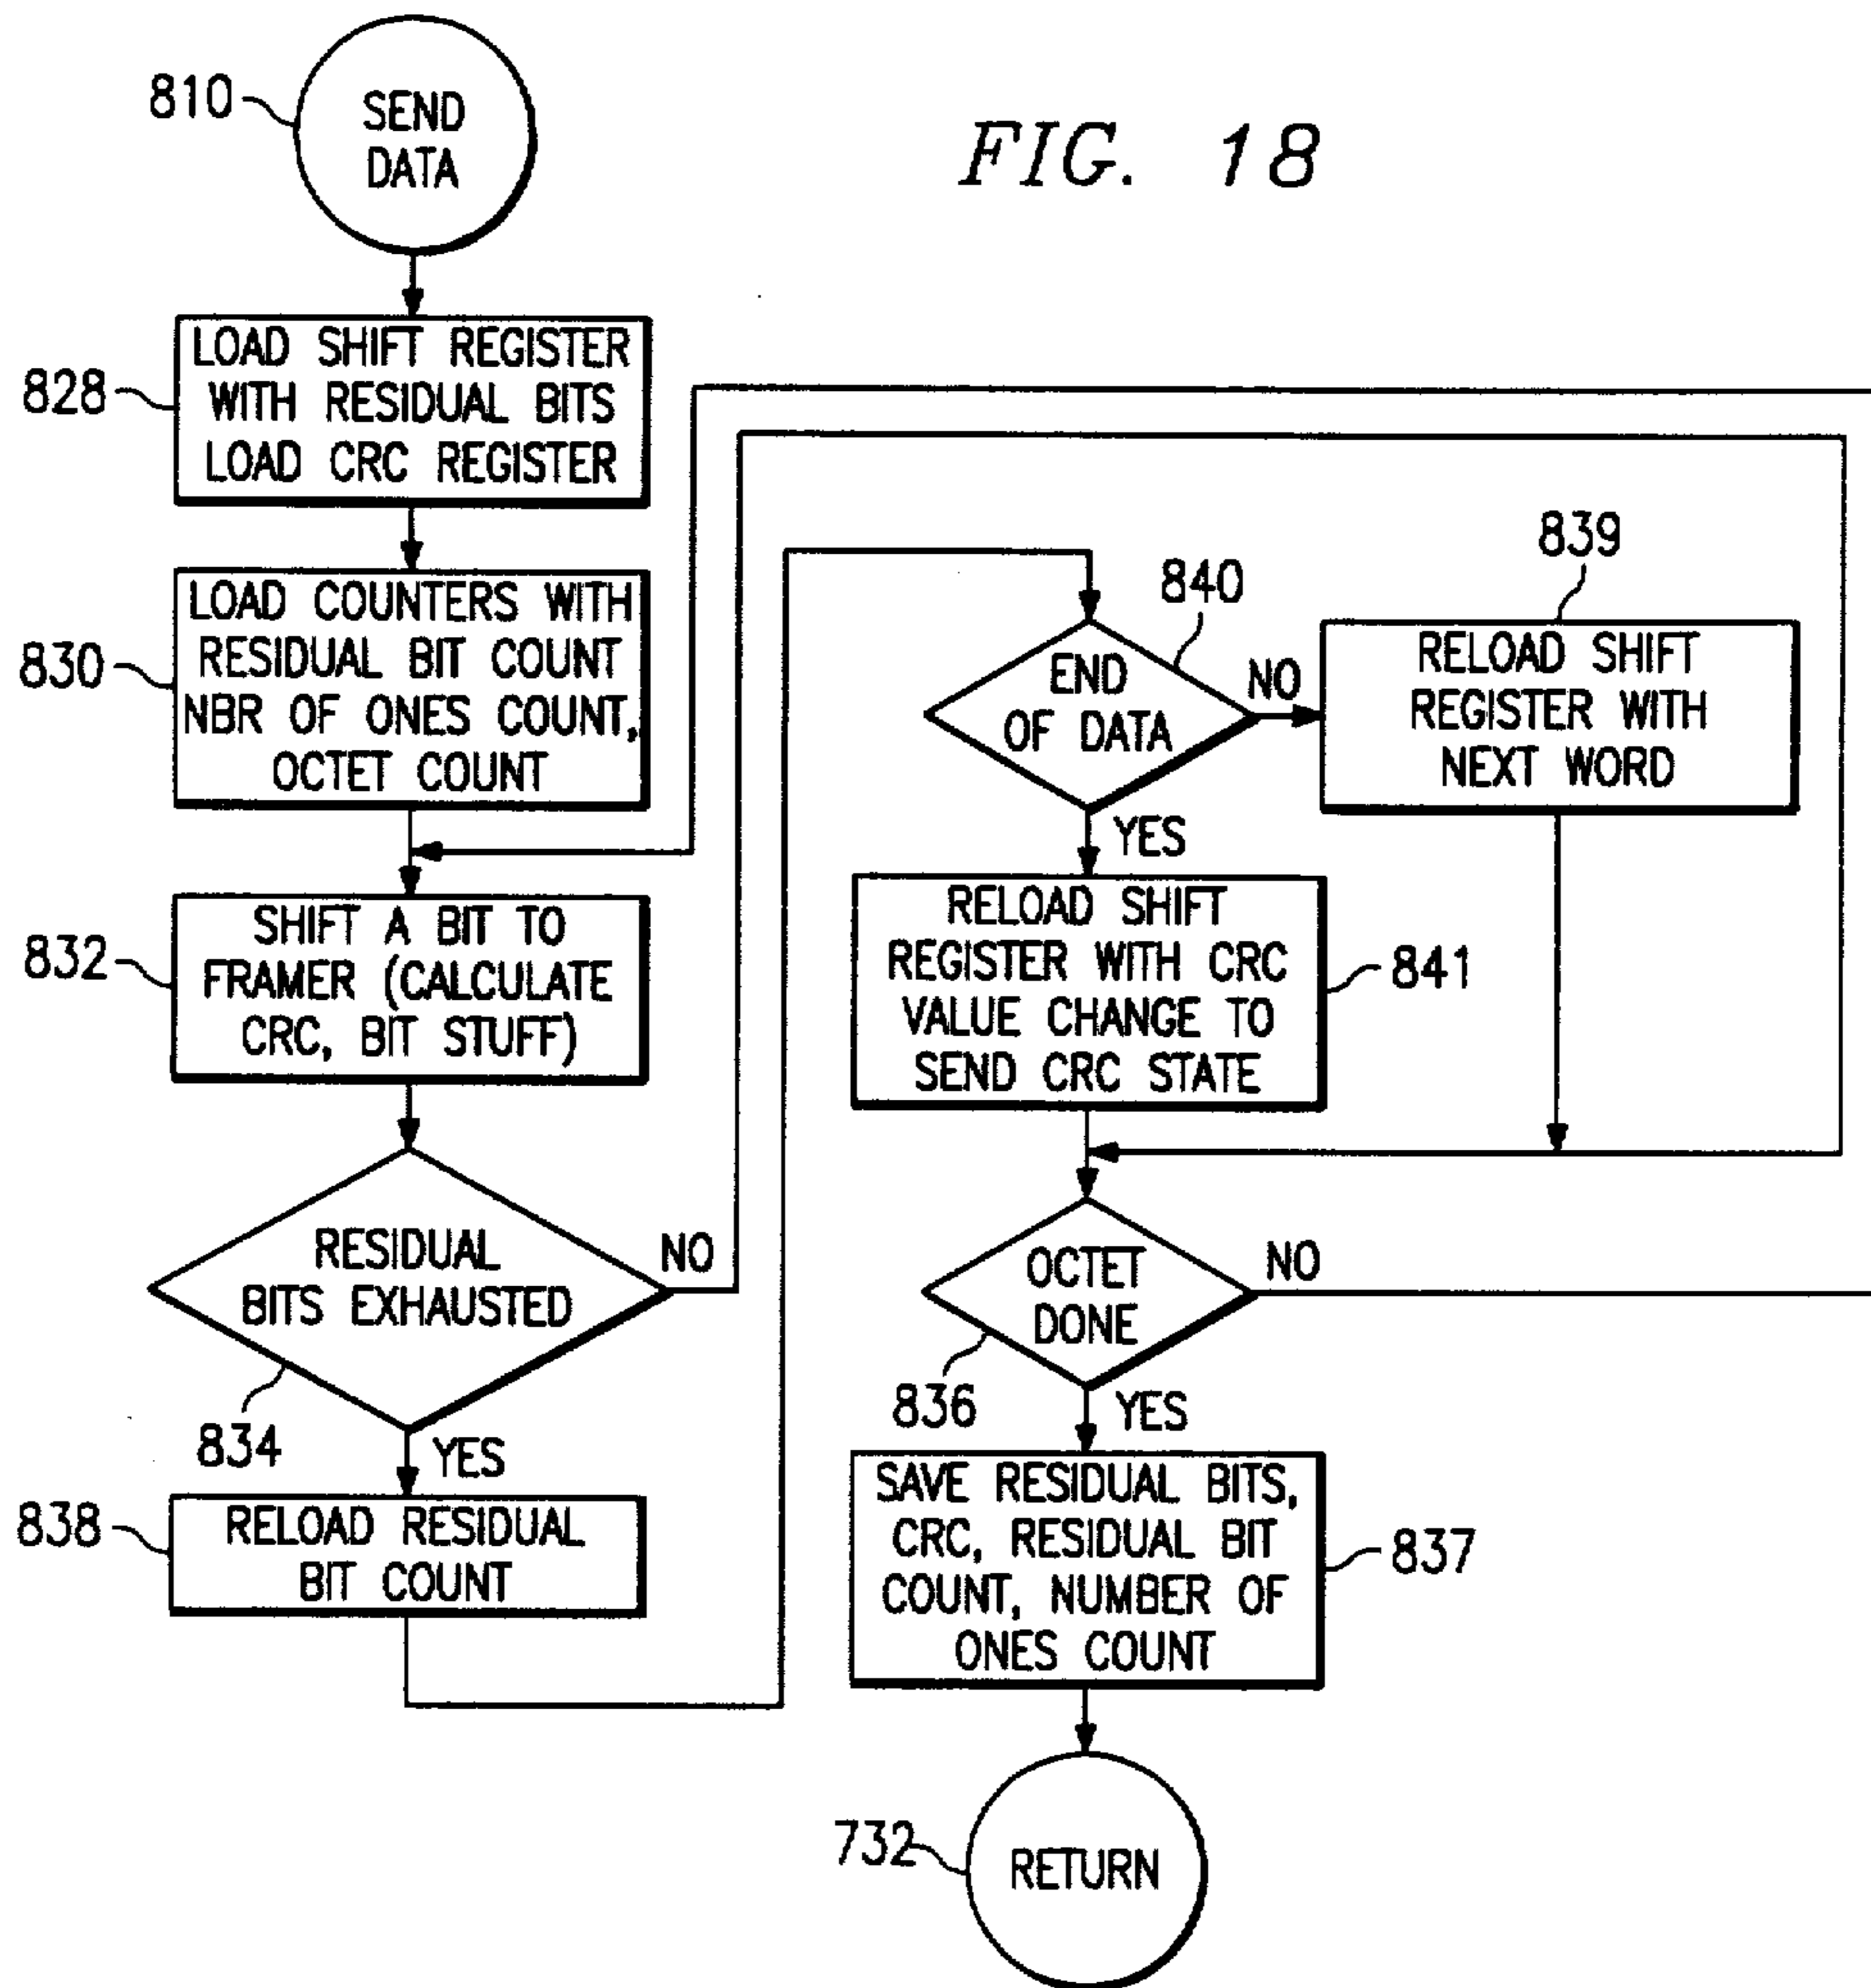 FIG. 18
810
SEND
DATA
828
LOAD SHIFT REGISTER
WITH RESIDUAL BITS
LOAD CRC REGISTER
830
LOAD COUNTERS WITH
RESIDUAL BIT COUNT
NBR OF ONES COUNT,
OCTET COUNT
832
SHIFT A BIT TO
FRAMER (CALCULATE
CRC, BIT STUFF)
RESIDUAL
BITS EXHAUSTED
NO
834
YES
838
RELOAD RESIDUAL
BIT COUNT
840
END
OF DATA
NO
839
RELOAD SHIFT
REGISTER WITH
NEXT WORD
YES
RELOAD SHIFT
REGISTER WITH CRC
VALUE CHANGE TO
SEND CRC STATE
841
OCTET
DONE
NO
836
YES
SAVE RESIDUAL BITS,
CRC, RESIDUAL BIT
COUNT, NUMBER OF
ONES COUNT
837
732
RETURN